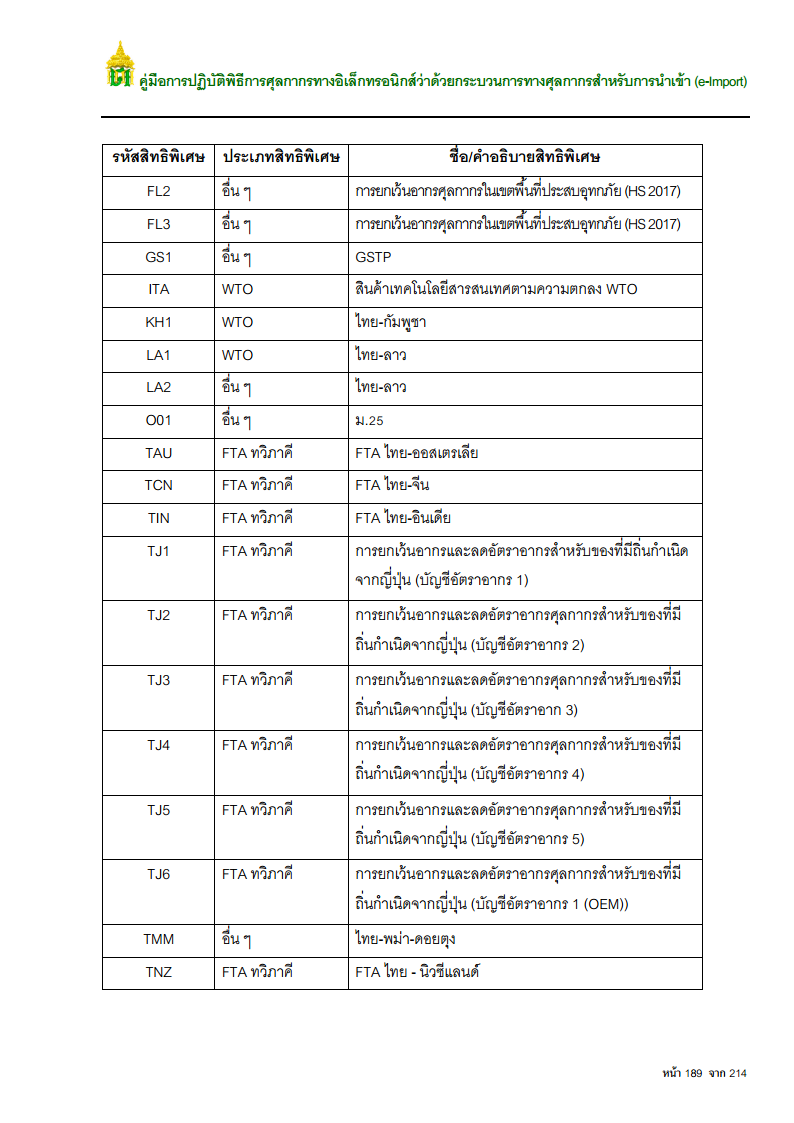 คู่มือการปฏิบัติพิธีการศุลกากรทางอิเล็กทรอนิกส์ว่าด้วยกระบวนการทางศุลกากรสำหรับการนำเข้า (e-Import)
รหัสสิทธิพิเศษ ประเภทสิทธิพิเศษ ชื่อ/คำอธิบายสิทธิพิเศษ
FL2 อื่น ๆ การยกเว้นอากรศุลกากรในเขตพื้นที่ประสบอุทกภัย (HS 2017)
FL3 อื่น ๆ การยกเว้นอากรศุลกากรในเขตพื้นที่ประสบอุทกภัย (HS 2017)
GS1 อื่น ๆ GSTP
ITA WTO สินค้าเทคโนโลยีสารสนเทศตามความตกลง WTO
KH1 WTO ไทย-กัมพูชา
LA1 WTO ไทย-ลาว
LA2 อื่น ๆ ไทย-ลาว
O01 อื่น ๆ ม.25
TAU FTA ทวิภาคี FTA ไทย-ออสเตรเลีย
TCN FTA ทวิภาคี FTA ไทย-จีน
TIN FTA ทวิภาคี FTA ไทย-อินเดีย
TJ1 FTA ทวิภาคี การยกเว้นอากรและลดอัตราอากรสำหรับของที่มีถิ่นกำเนิด
จากญี่ปุ่น (บัญชีอัตราอากร 1)
TJ2 FTA ทวิภาคี การยกเว้นอากรและลดอัตราอากรศุลกากรสำหรับของที่มี
ถิ่นกำเนิดจากญี่ปุ่น (บัญชีอัตราอากร 2)
TJ3 FTA ทวิภาคี การยกเว้นอากรและลดอัตราอากรศุลกากรสำหรับของที่มี
ถิ่นกำเนิดจากญี่ปุ่น (บัญชีอัตราอาก 3)
TJ4 FTA ทวิภาคี การยกเว้นอากรและลดอัตราอากรศุลกากรสำหรับของที่มี
ถิ่นกำเนิดจากญี่ปุ่น (บัญชีอัตราอากร 4)
TJ5 FTA ทวิภาคี การยกเว้นอากรและลดอัตราอากรศุลกากรสำหรับของที่มี
ถิ่นกำเนิดจากญี่ปุ่น (บัญชีอัตราอากร 5)
TJ6 FTA ทวิภาคี การยกเว้นอากรและลดอัตราอากรศุลกากรสำหรับของที่มี
ถิ่นกำเนิดจากญี่ปุ่น (บัญชีอัตราอากร 1 (OEM))
TMM อื่น ๆ ไทย-พม่า-ดอยตุง
TNZ FTA ทวิภาคี FTA ไทย - นิวซีแลนด์
หน้า 189 จาก 214